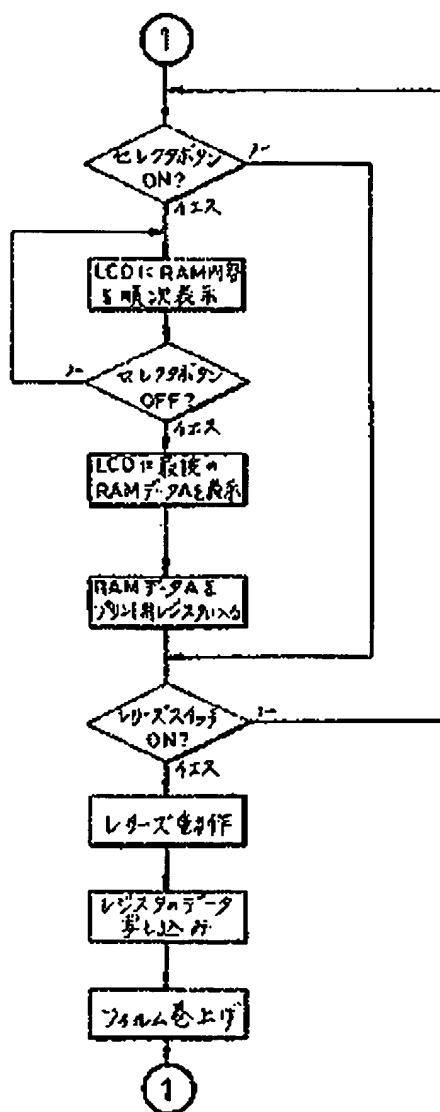 1
セレクタボタン
ON?
ノー
イエス
LCDにRAM内容
を順次表示
セレクタボタン
OFF?
ノー
イエス
LCDに最後の
RAMデータAを表示
RAMデータAを
プリント用レジスタに入る
レリーズスイッチ
ON?
ノー
イエス
レリーズ動作
レジスタのデータ
写し込み
フィルム巻上げ
1